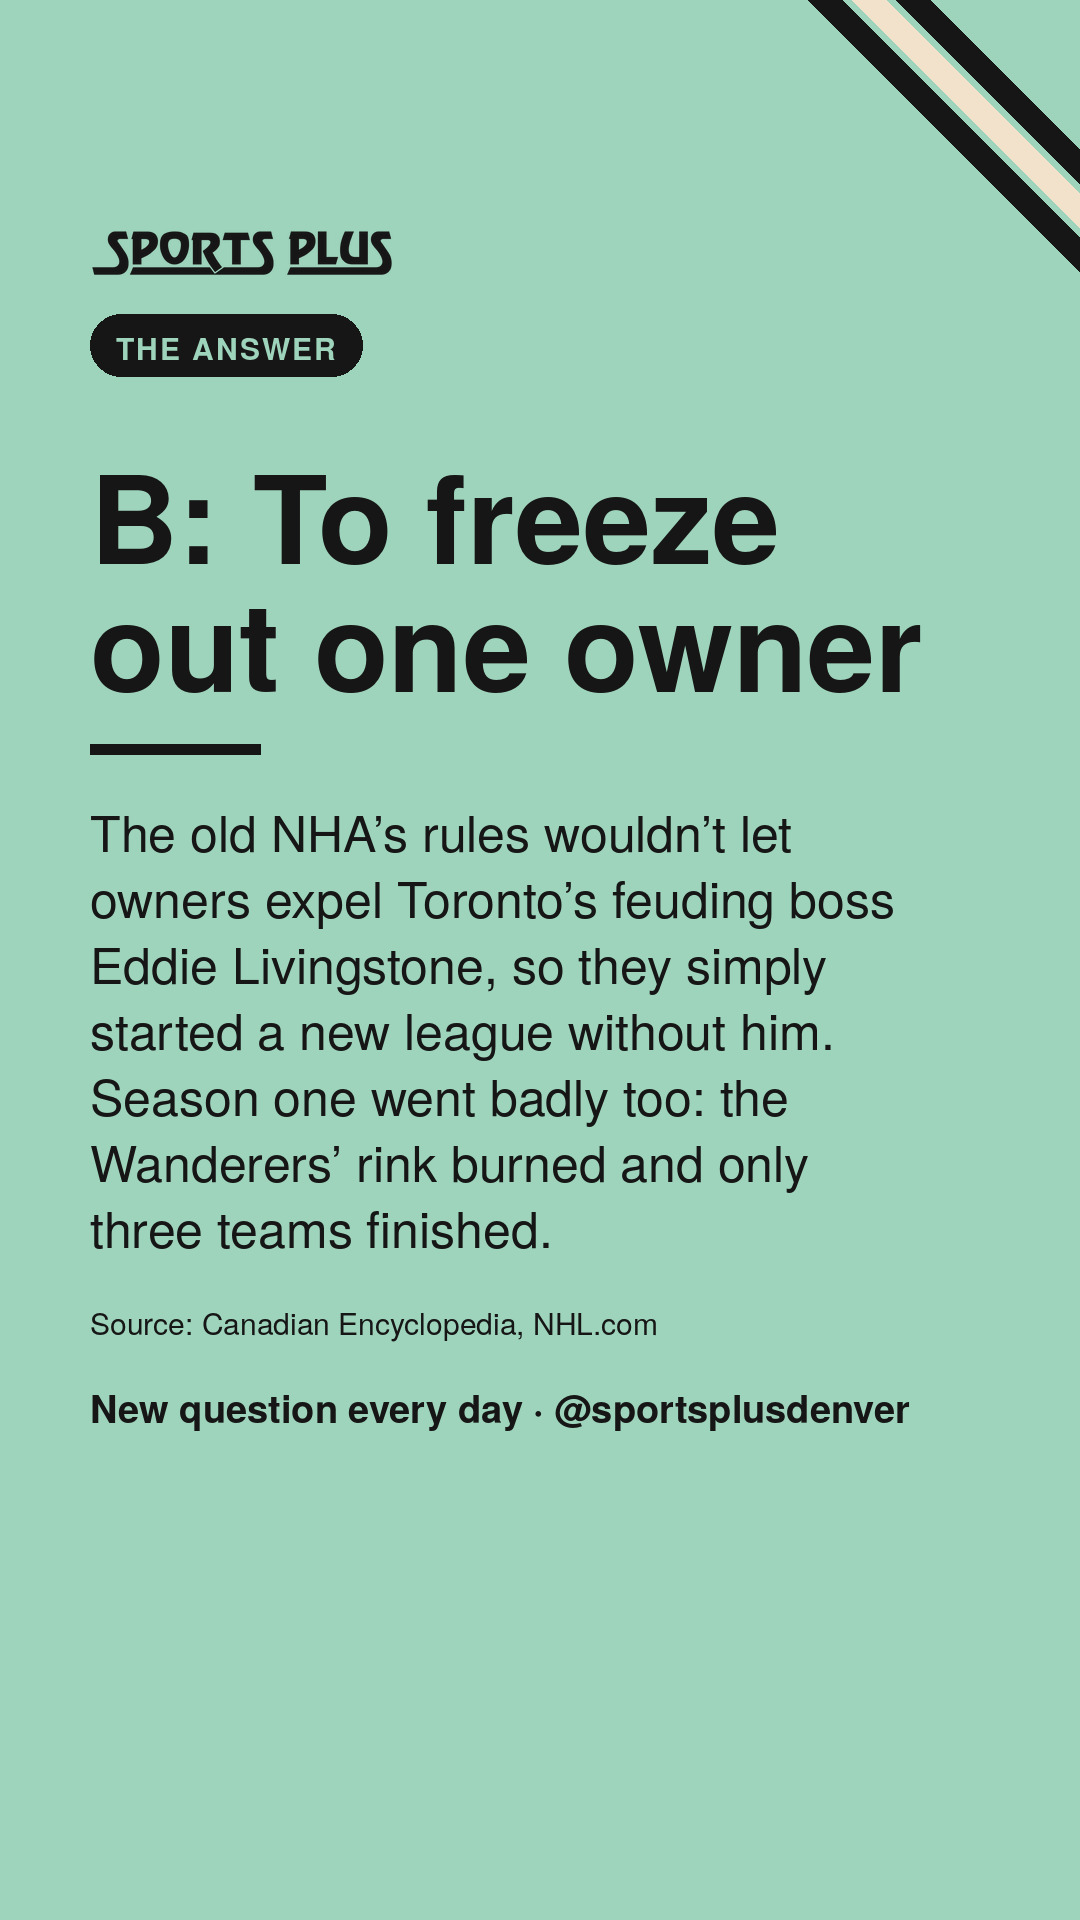 SPORTS PLUS
THE ANSWER
B: To freeze
out one owner
The old NHA’s rules wouldn’t let
owners expel Toronto’s feuding boss
Eddie Livingstone, so they simply
started a new league without him.
Season one went badly too: the
Wanderers’ rink burned and only
three teams finished.
Source: Canadian Encyclopedia, NHL.com
New question every day · @sportsplusdenver